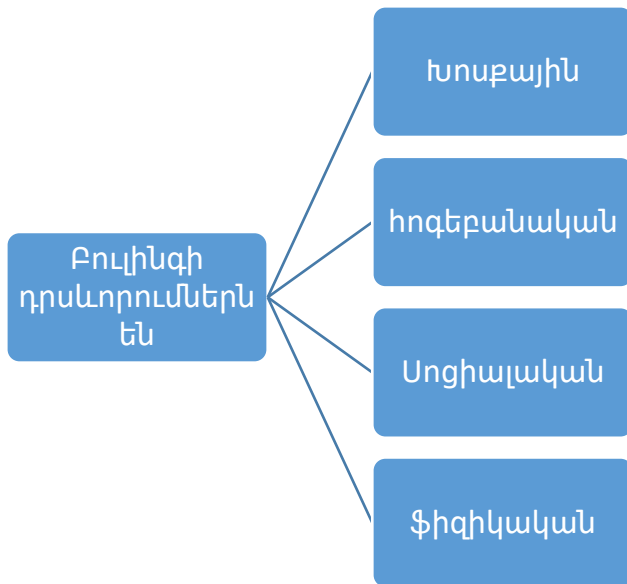 Բուլինգի
դրսևորումներն
են
Խոսքային
հոգեբանական
Սոցիալական
ֆիզիկական